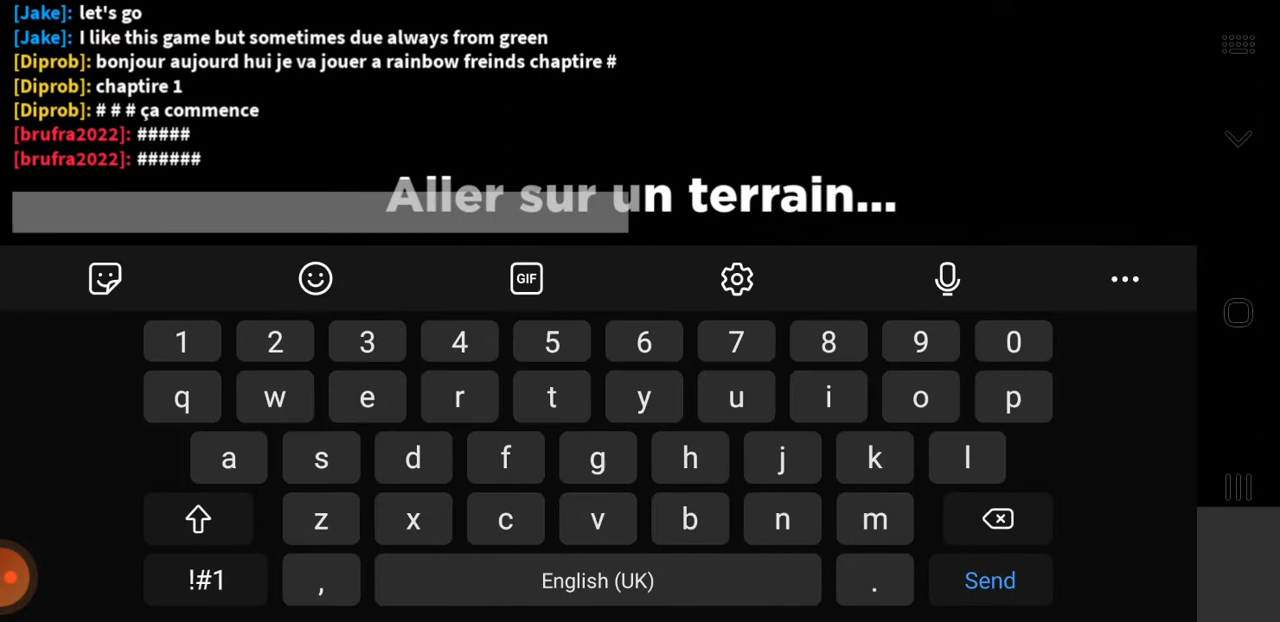 [Jake]: let's go
[Jake]: I like this game but sometimes due always from green
[Diprob]: bonjour aujourd hui je va jouer a rainbow freinds chaptire #
[Diprob]: chaptire 1
[Diprob]: # # # ça commence
[brufra2022]: #####
[brufra2022]: ######
Aller sur un terrain...
GIF
1 2 3 4 5 6 7 8 9 0
q w e r t y u i o p
a s d f g h j k l
z x c v b n m
!#1 , English (UK) . Send